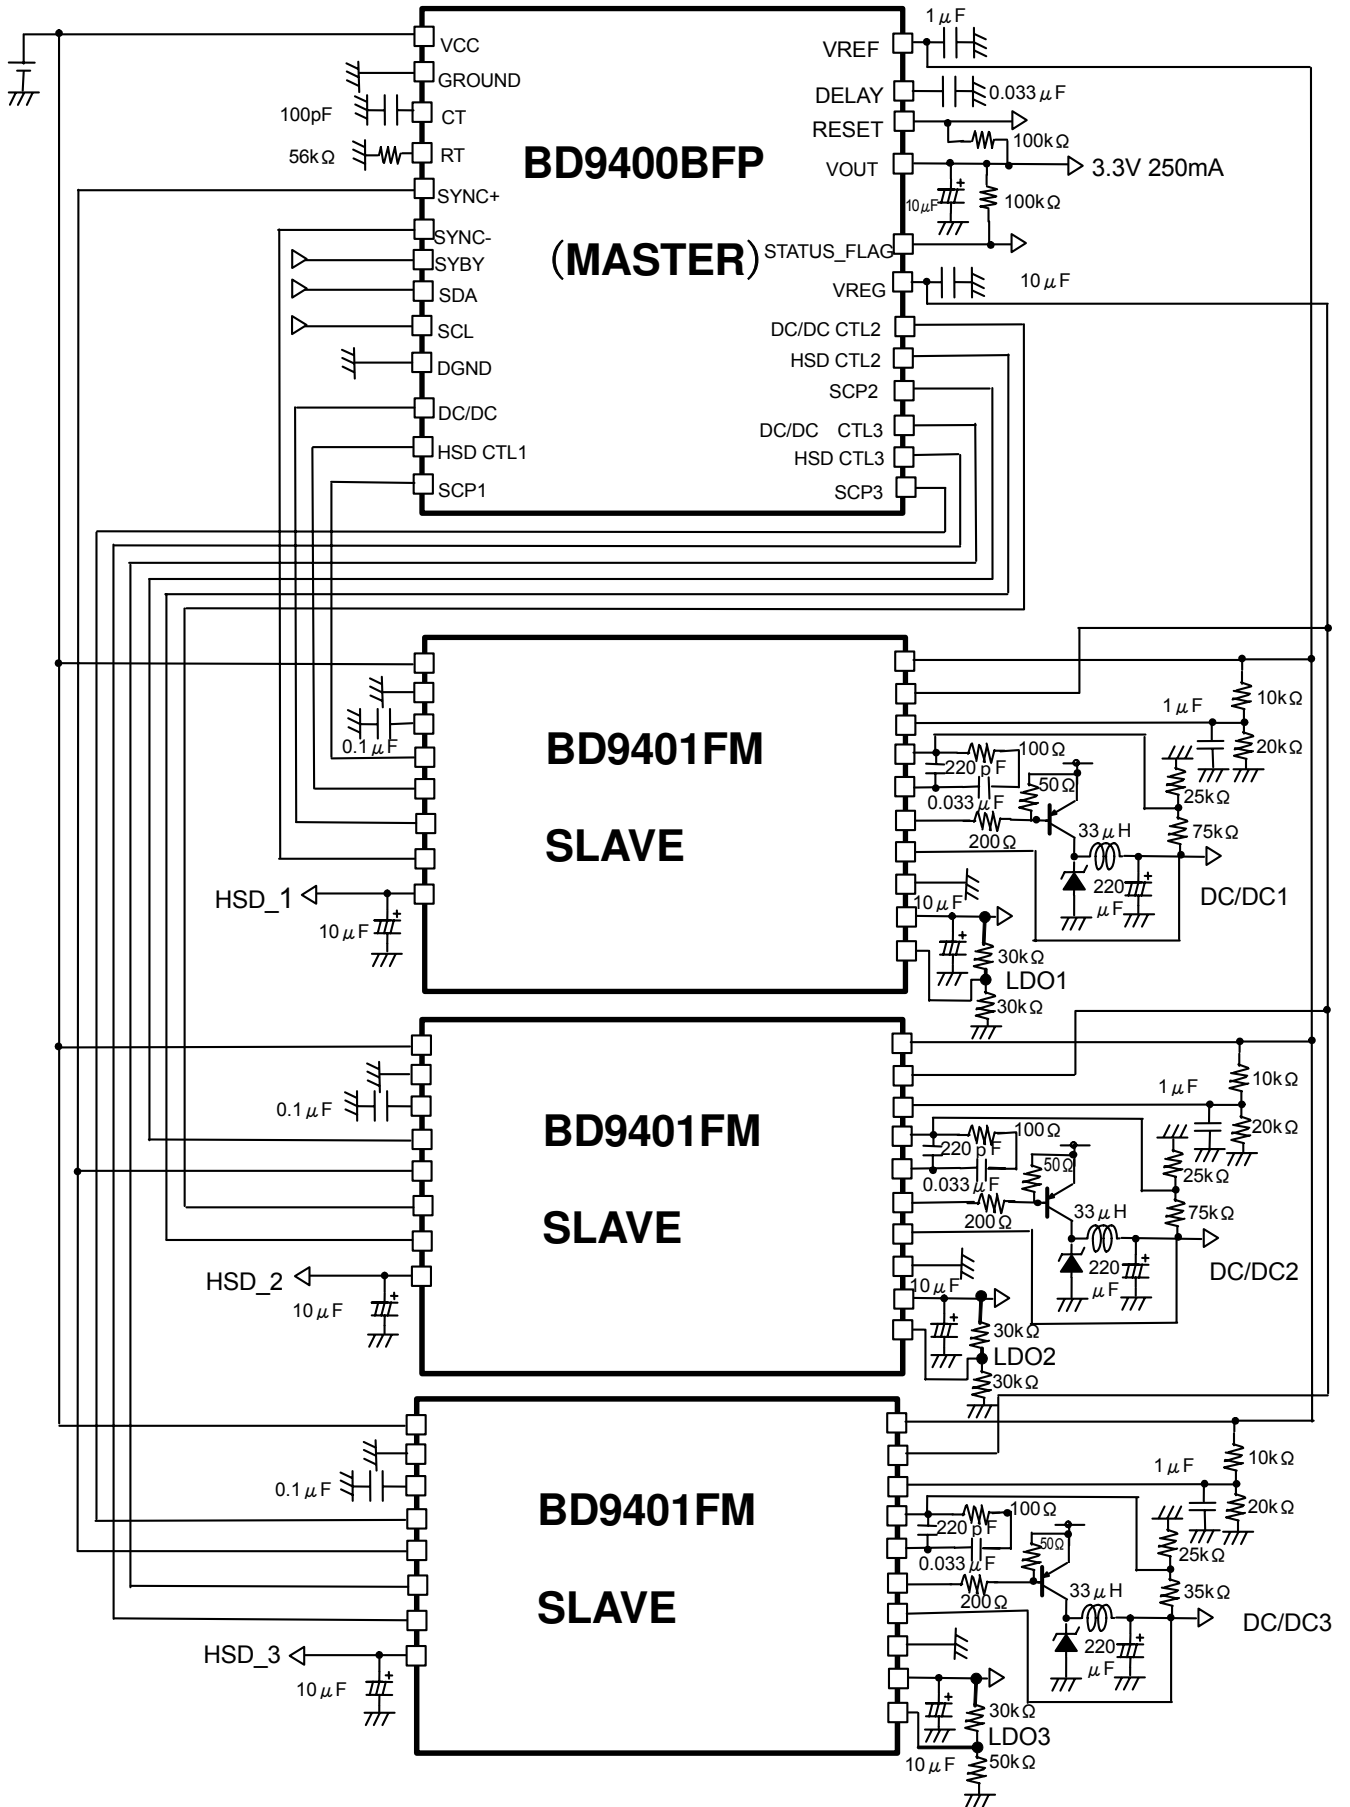 1μF
VCC
VREF
GROUND
DELAY
0.033μF
100pF
CT
RESET
56kΩ
RT
BD9400BFP
100kΩ
VOUT
3.3V 250mA
SYNC+
10μF
100kΩ
SYNC-
(MASTER)
STATUS_FLAG
SYBY
SDA
VREG
10μF
SCL
DC/DC CTL2
DGND
HSD CTL2
SCP2
DC/DC
DC/DC CTL3
HSD CTL1
HSD CTL3
SCP1
SCP3
10kΩ
1μF
0.1μF
BD9401FM
100Ω
20kΩ
220pF
50Ω
25kΩ
0.033μF
33μH
75kΩ
200Ω
SLAVE
220
μF
DC/DC1
HSD_1
10μF
10μF
30kΩ
LDO1
30kΩ
10kΩ
1μF
0.1μF
BD9401FM
100Ω
20kΩ
220pF
50Ω
25kΩ
0.033μF
33μH
75kΩ
200Ω
SLAVE
220
μF
DC/DC2
HSD_2
10μF
10μF
30kΩ
LDO2
30kΩ
10kΩ
1μF
0.1μF
BD9401FM
100Ω
20kΩ
220pF
50Ω
25kΩ
0.033μF
33μH
35kΩ
200Ω
SLAVE
220
μF
DC/DC3
HSD_3
10μF
30kΩ
LDO3
10μF
50kΩ